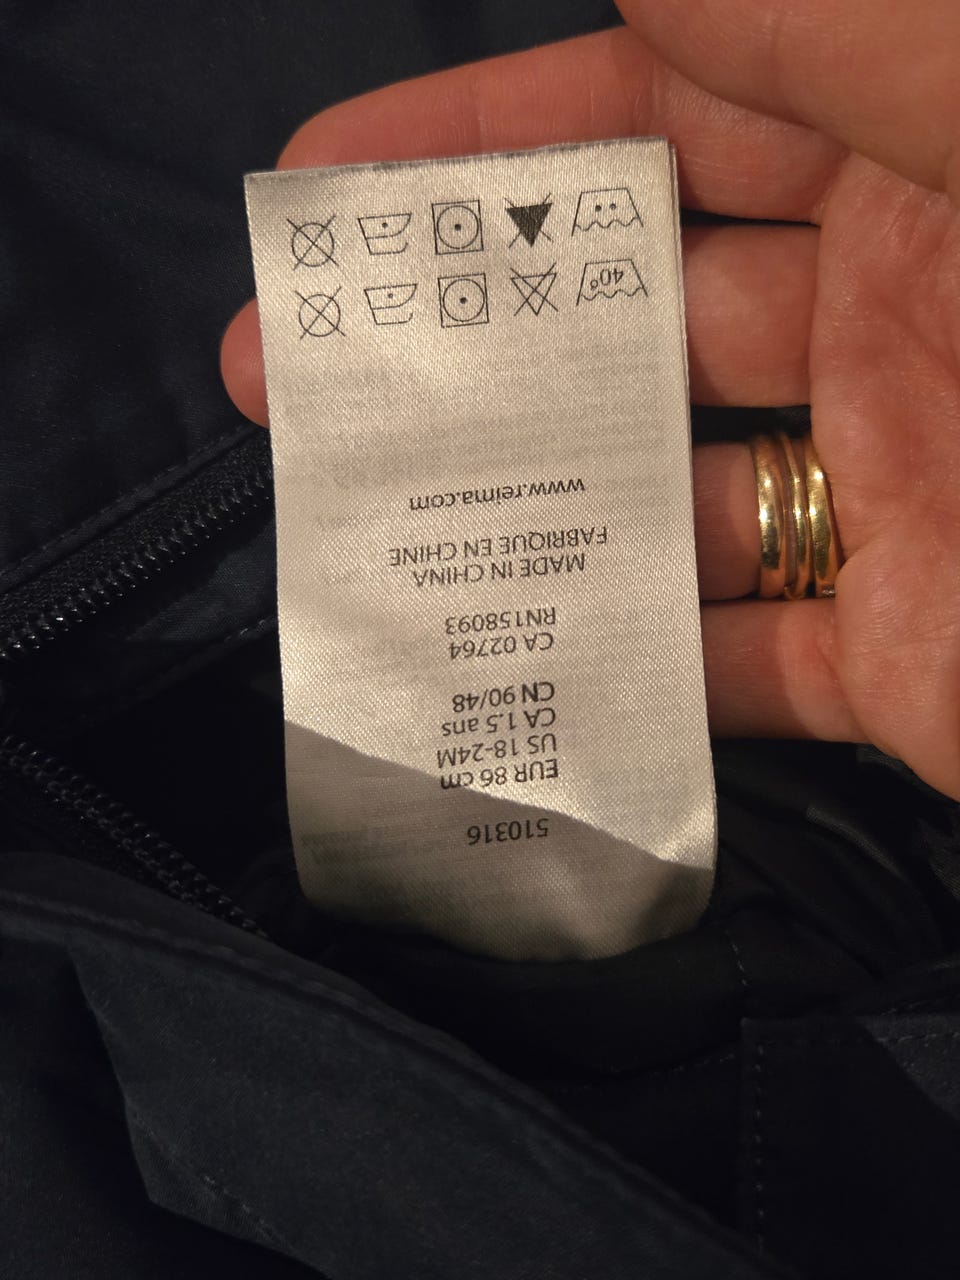 510316
EUR 86 cm
US 18-24M
CA 1.5 ans
CN 90/48
CA 02764
RN158093
MADE IN CHINA
FABRIQUE EN CHINE
www.reima.com
40°